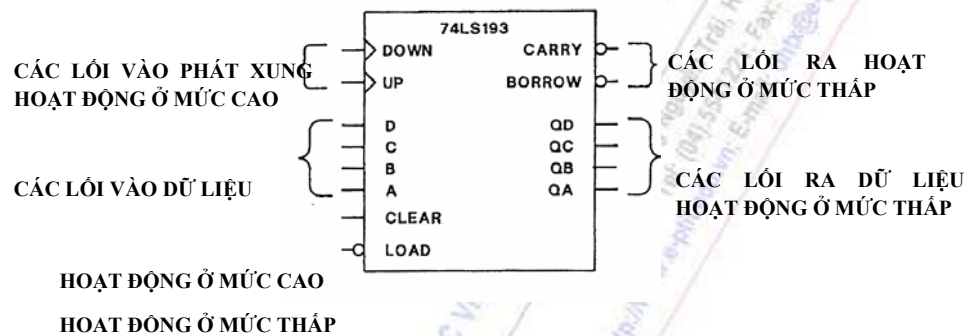 74LS193
DOWN
CARRY
CÁC LỐI VÀO PHÁT XUNG
HOẠT ĐỘNG Ở MỨC CAO
UP
BORROW
CÁC LỐI RA HOẠT
ĐỘNG Ở MỨC THẤP
D
QD
C
QC
B
QB
A
QA
CÁC LỐI VÀO DỮ LIỆU
CÁC LỐI RA DỮ LIỆU
HOẠT ĐỘNG Ở MỨC THẤP
CLEAR
LOAD
HOẠT ĐỘNG Ở MỨC CAO
HOẠT ĐỘNG Ở MỨC THẤP